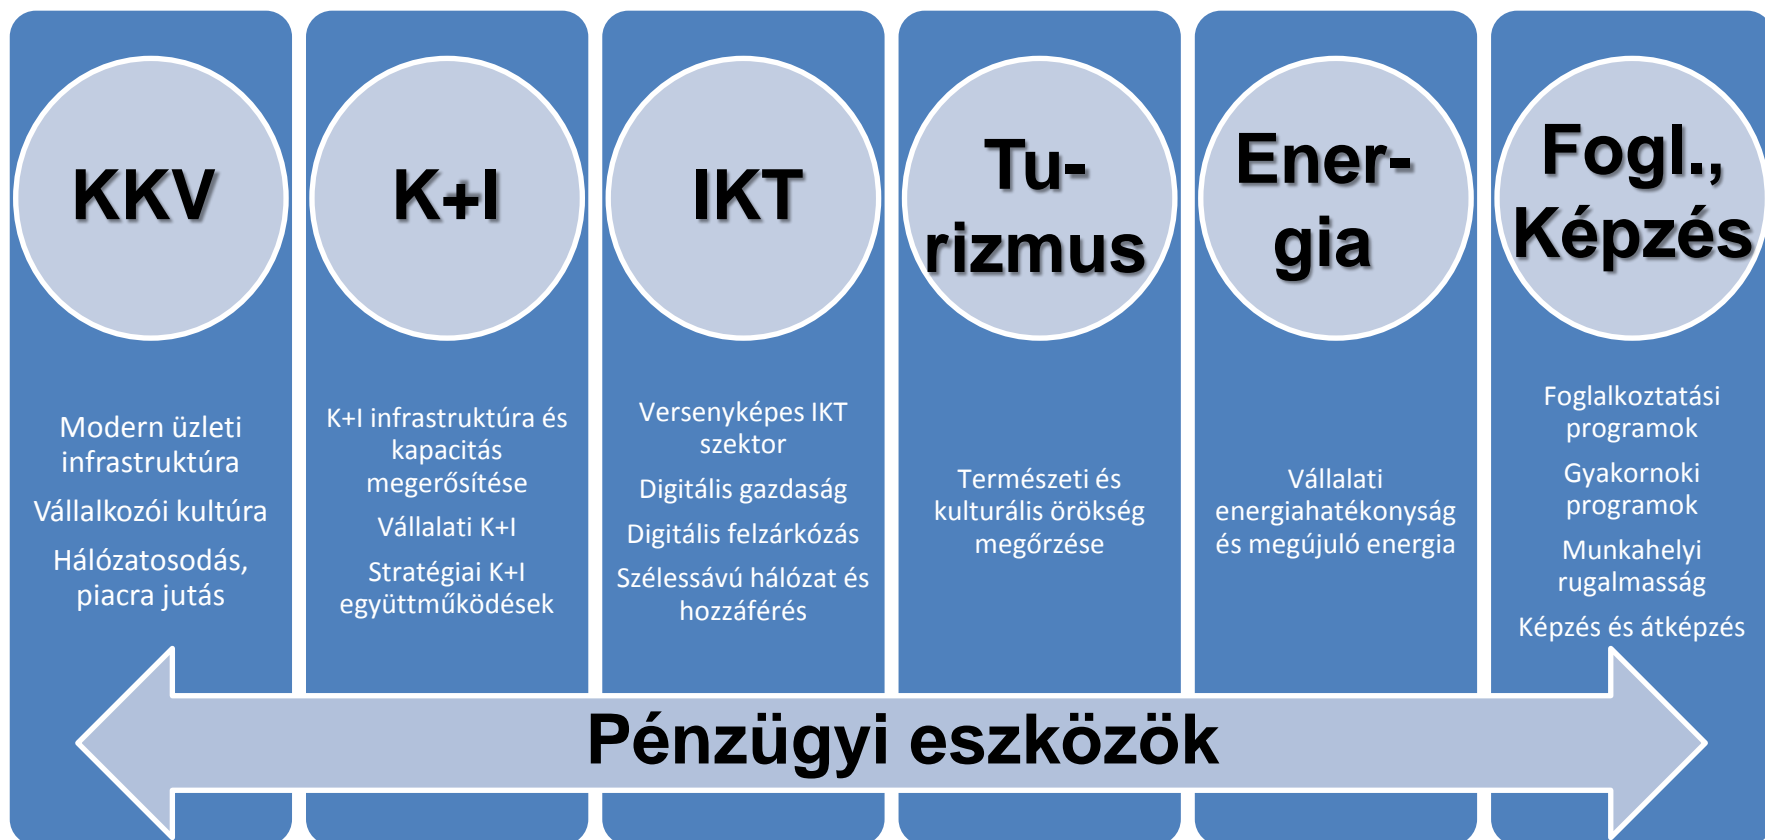 KKV
Modern üzleti
infrastruktúra
Vállalkozói kultúra
Hálózatosodás,
piacra jutás
K+I
K+I infrastruktúra és
kapacitás
megerősítése
Vállalati K+I
Stratégiai K+I
együttműködések
IKT
Versenyképes IKT
szektor
Digitális gazdaság
Digitális felzárkózás
Szélessávú hálózat és
hozzáférés
Tu-
rizmus
Természeti és
kulturális örökség
megőrzése
Ener-
gia
Vállalati
energiahatékonyság
és megújuló energia
Fogl.,
Képzés
Foglalkoztatási
programok
Gyakornoki
programok
Munkahelyi
rugalmasság
Képzés és átképzés
Pénzügyi eszközök